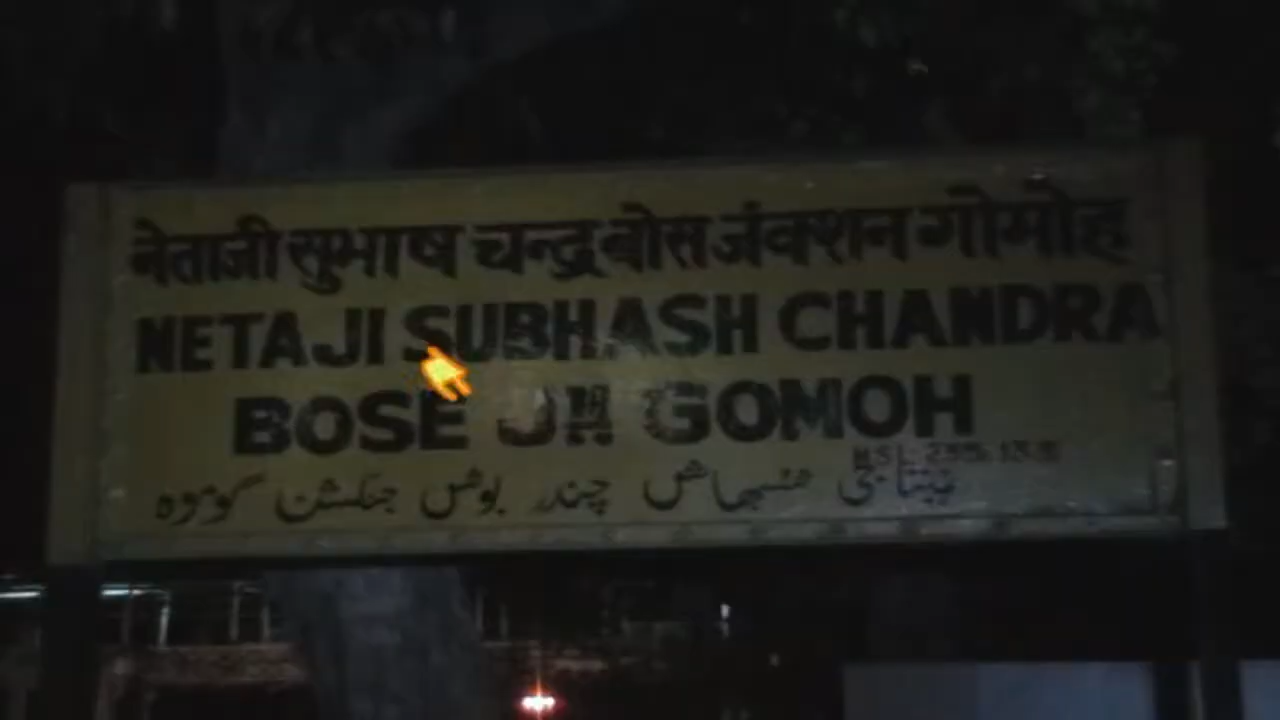 नेताजी सुभाष चन्द्र बोस जंक्शन गोमोह
NETAJI SUBHASH CHANDRA
BOSE JN GOMOH
نیتاجی سبھاش چندر بوس جنکشن گوموہ